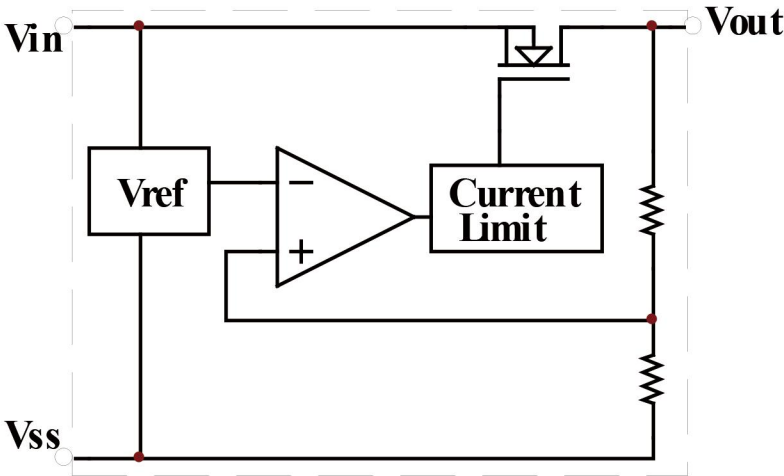 Vin
Vout
Vref
−
+
Current
Limit
Vss